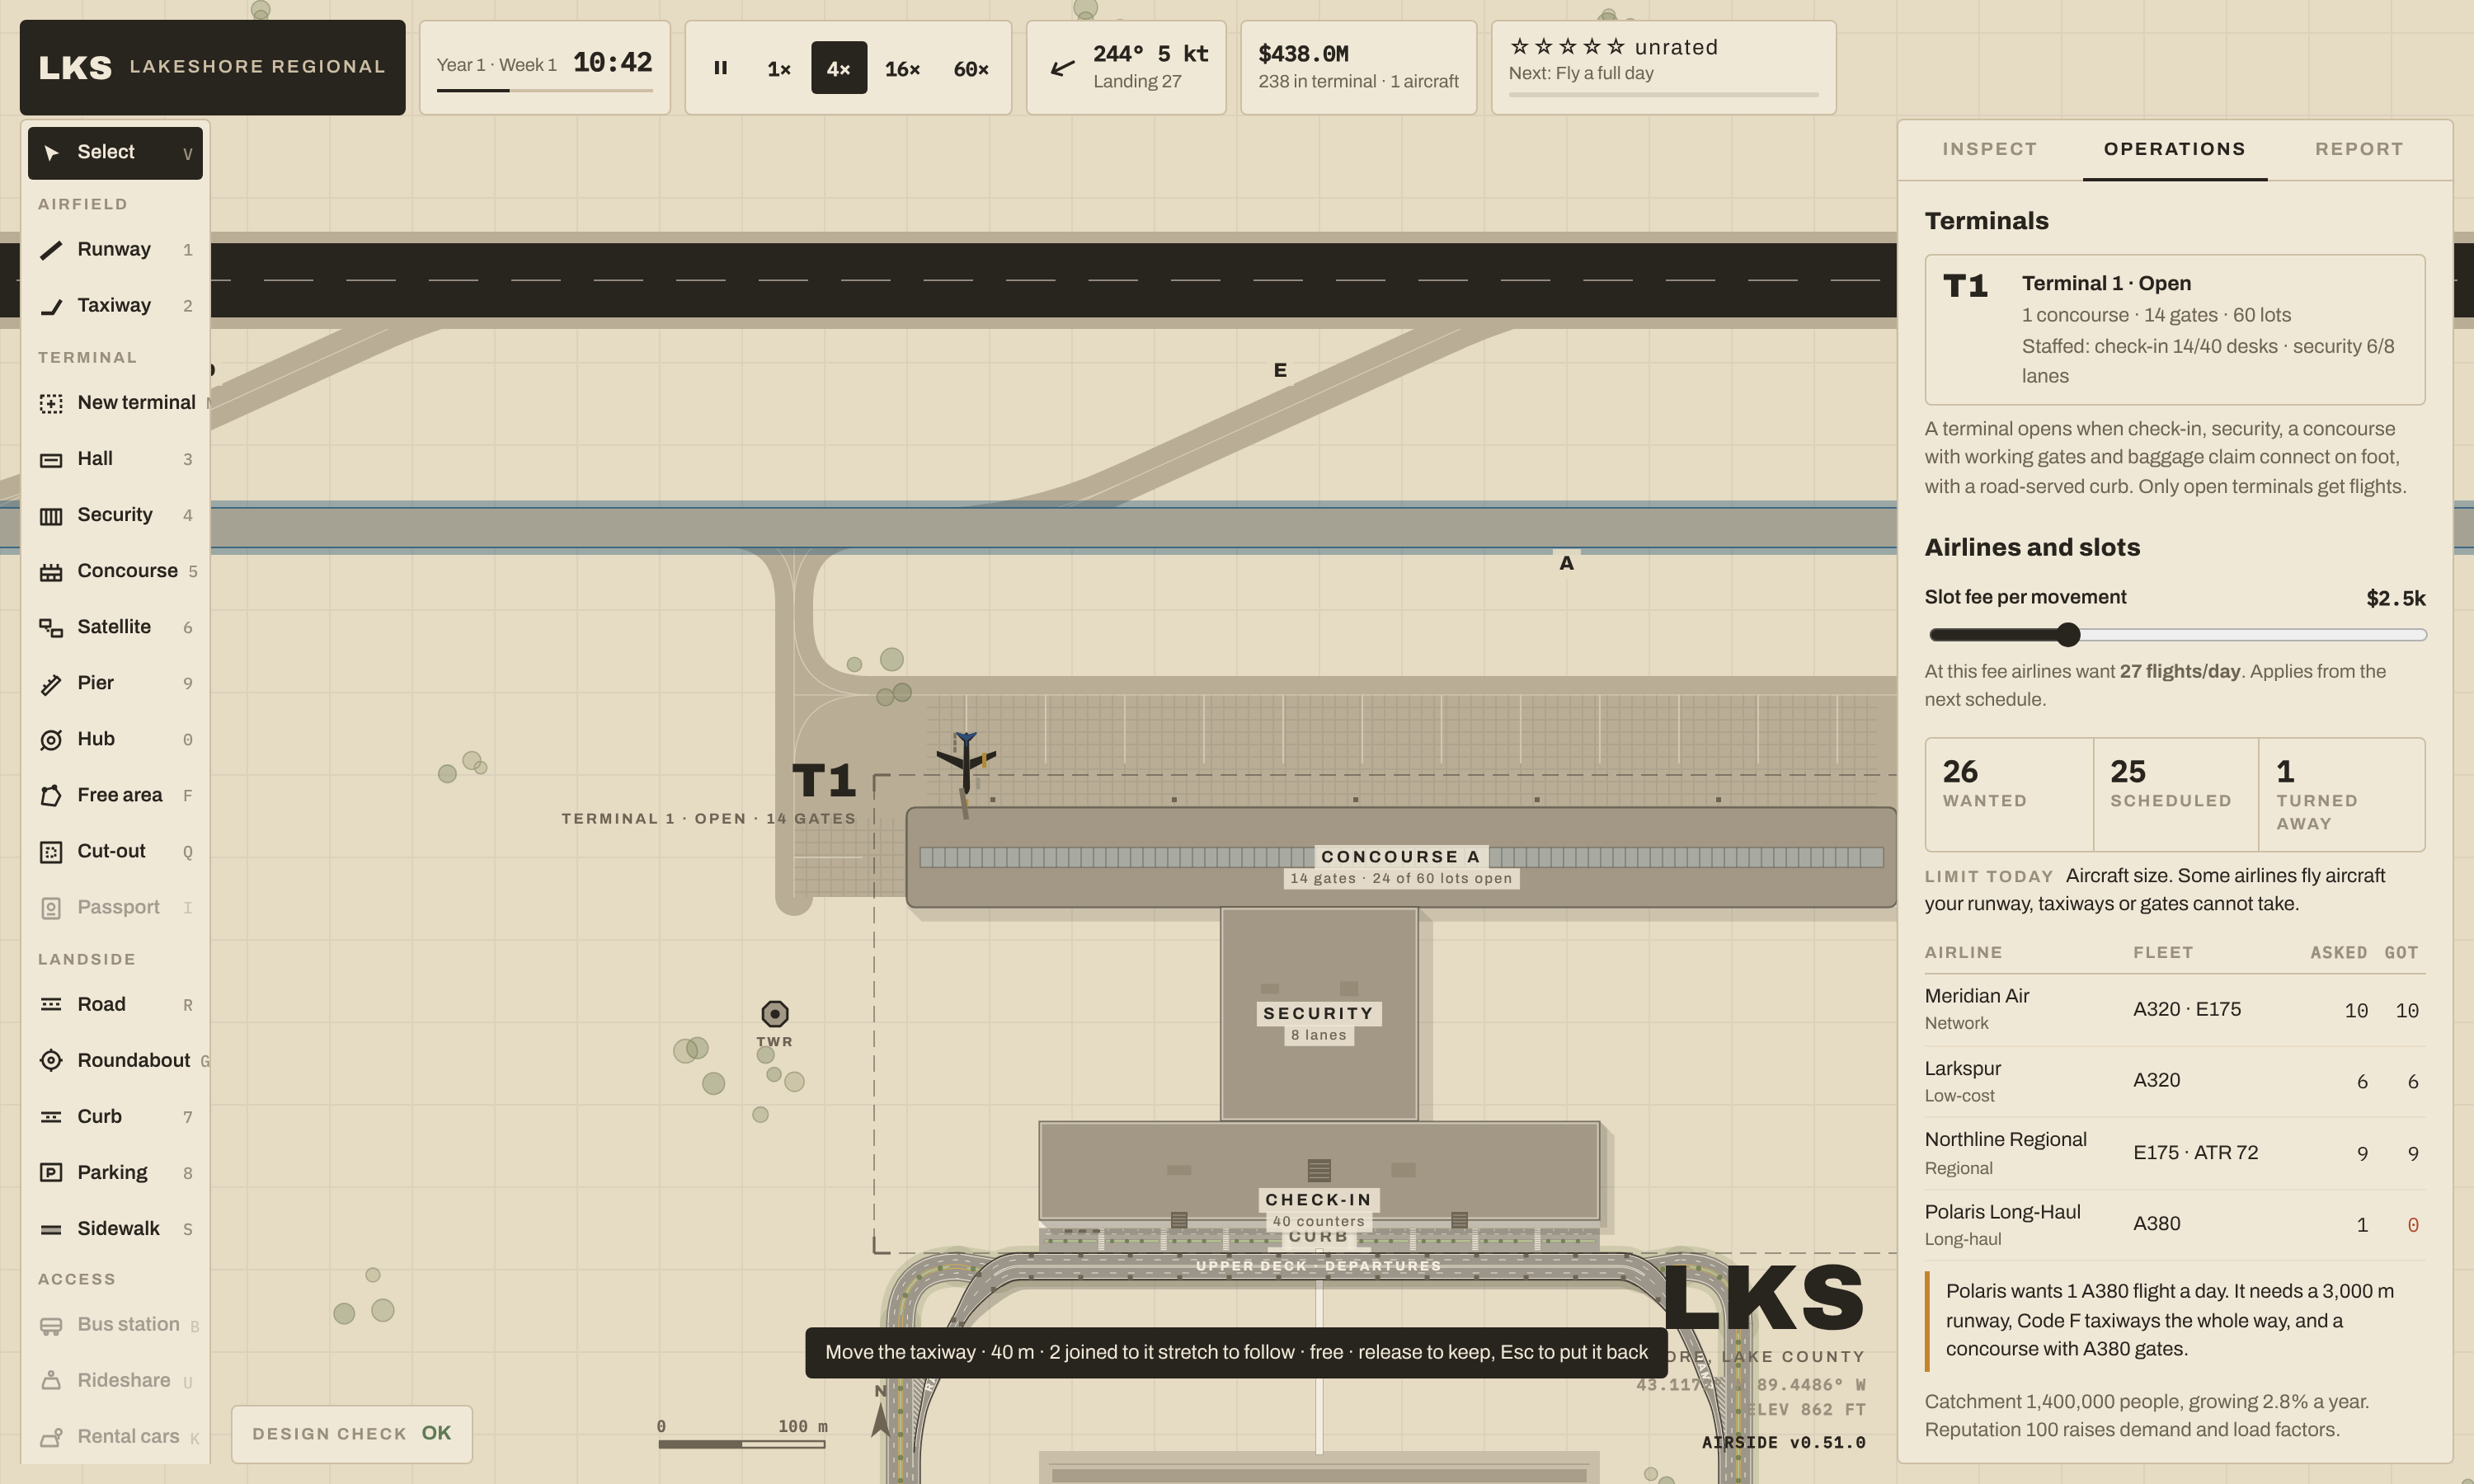 LKS LAKESHORE REGIONAL
Year 1 · Week 1 10:42
1× 4× 16× 60×
244° 5 kt
Landing 27
$438.0M
238 in terminal · 1 aircraft
☆☆☆☆☆ unrated
Next: Fly a full day
Select V
AIRFIELD
Runway 1
Taxiway 2
TERMINAL
New terminal
Hall 3
Security 4
Concourse 5
Satellite 6
Pier 9
Hub 0
Free area F
Cut-out Q
Passport I
LANDSIDE
Road R
Roundabout G
Curb 7
Parking 8
Sidewalk S
ACCESS
Bus station B
Rideshare U
Rental cars K
E
A
T1
TERMINAL 1 · OPEN · 14 GATES
CONCOURSE A
14 gates · 24 of 60 lots open
TWR
SECURITY
8 lanes
CHECK-IN
40 counters
CURB
UPPER DECK · DEPARTURES
LKS
LAKE COUNTY
89.4486° W
ELEV 862 FT
AIRSIDE v0.51.0
Move the taxiway · 40 m · 2 joined to it stretch to follow · free · release to keep, Esc to put it back
DESIGN CHECK OK
0 100 m
N
INSPECT OPERATIONS REPORT
Terminals
T1
Terminal 1 · Open
1 concourse · 14 gates · 60 lots
Staffed: check-in 14/40 desks · security 6/8
lanes
A terminal opens when check-in, security, a concourse
with working gates and baggage claim connect on foot,
with a road-served curb. Only open terminals get flights.
Airlines and slots
Slot fee per movement $2.5k
At this fee airlines want 27 flights/day. Applies from the
next schedule.
26 WANTED
25 SCHEDULED
1 TURNED
AWAY
LIMIT TODAY Aircraft size. Some airlines fly aircraft
your runway, taxiways or gates cannot take.
AIRLINE FLEET ASKED GOT
Meridian Air A320 · E175 10 10
Network
Larkspur A320 6 6
Low-cost
Northline Regional E175 · ATR 72 9 9
Regional
Polaris Long-Haul A380 1 0
Long-haul
Polaris wants 1 A380 flight a day. It needs a 3,000 m
runway, Code F taxiways the whole way, and a
concourse with A380 gates.
Catchment 1,400,000 people, growing 2.8% a year.
Reputation 100 raises demand and load factors.